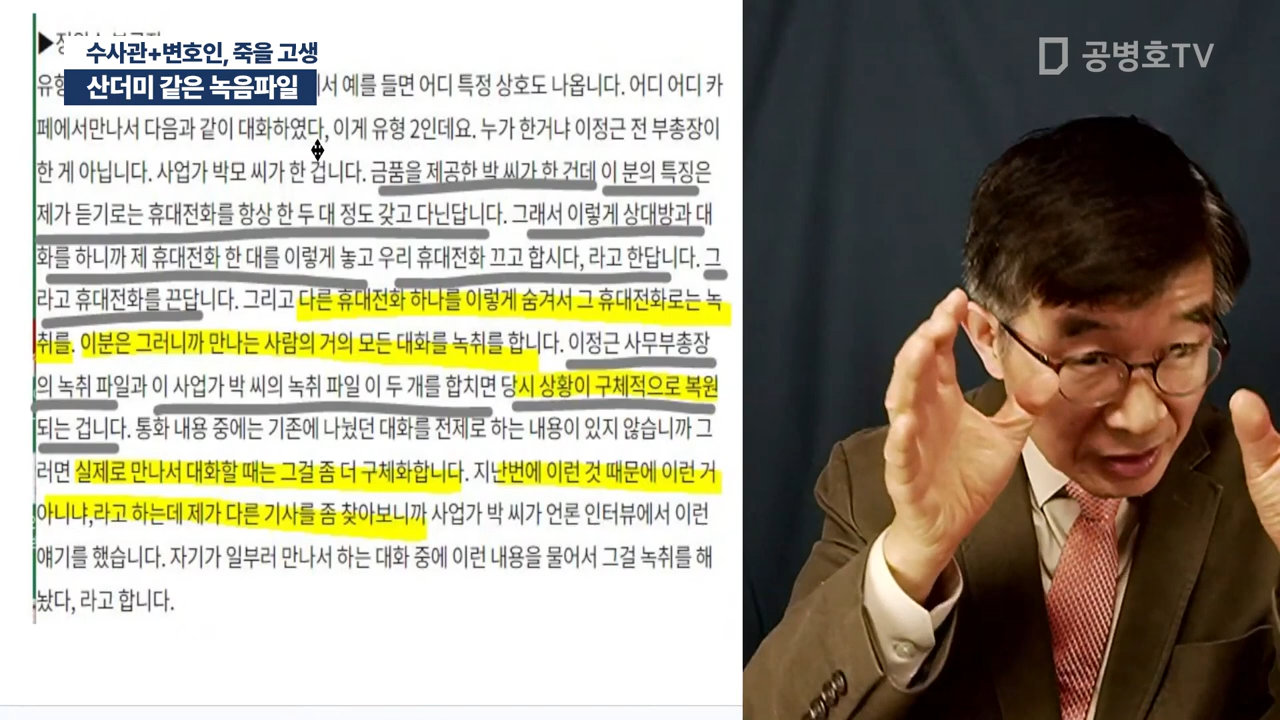 수사관+변호인, 죽을 고생
산더미 같은 녹음파일
공병호TV
▶
유형 서 예를 들면 어디 특정 상호도 나옵니다. 어디 어디 카
페에서만나서 다음과 같이 대화하였다, 이게 유형 2인데요. 누가 한거냐 이정근 전 부총장이
한 게 아닙니다. 사업가 박모 씨가 한 겁니다. 금품을 제공한 박 씨가 한 건데 이 분의 특징은
제가 듣기로는 휴대전화를 항상 한 두 대 정도 갖고 다닌답니다. 그래서 이렇게 상대방과 대
화를 하니까 제 휴대전화 한 대를 이렇게 놓고 우리 휴대전화 끄고 합시다, 라고 한답니다. 그
라고 휴대전화를 끈답니다. 그리고 다른 휴대전화 하나를 이렇게 숨겨서 그 휴대전화로는 녹
취를. 이분은 그러니까 만나는 사람의 거의 모든 대화를 녹취를 합니다. 이정근 사무부총장
의 녹취 파일과 이 사업가 박 씨의 녹취 파일 이 두 개를 합치면 당시 상황이 구체적으로 복원
되는 겁니다. 통화 내용 중에는 기존에 나눴던 대화를 전제로 하는 내용이 있지 않습니까 그
러면 실제로 만나서 대화할 때는 그걸 좀 더 구체화합니다. 지난번에 이런 것 때문에 이런 거
아니냐,라고 하는데 제가 다른 기사를 좀 찾아보니까 사업가 박 씨가 언론 인터뷰에서 이런
얘기를 했습니다. 자기가 일부러 만나서 하는 대화 중에 이런 내용을 물어서 그걸 녹취를 해
놨다, 라고 합니다.